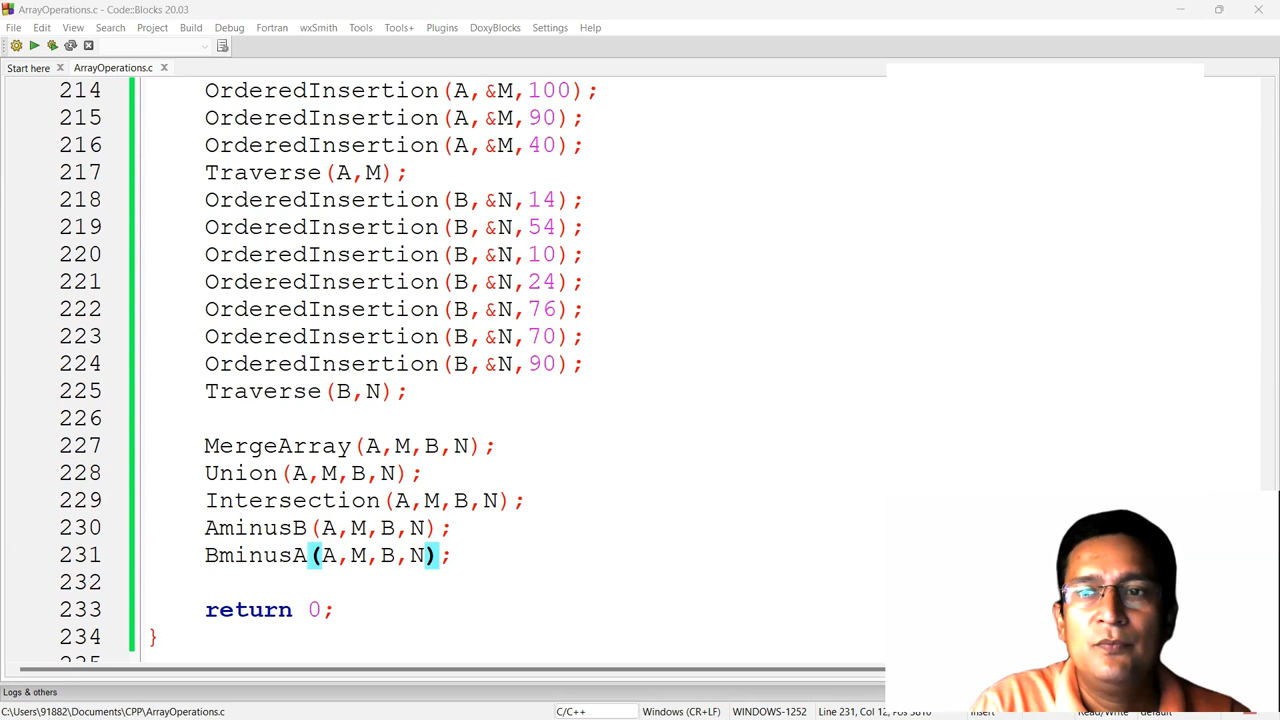 ArrayOperations.c - Code::Blocks 20.03
File Edit View Search Project Build Debug Fortran wxSmith Tools Tools+ Plugins DoxyBlocks Settings Help
Start here ArrayOperations.c
214 OrderedInsertion(A,&M,100);
215 OrderedInsertion(A,&M,90);
216 OrderedInsertion(A,&M,40);
217 Traverse(A,M);
218 OrderedInsertion(B,&N,14);
219 OrderedInsertion(B,&N,54);
220 OrderedInsertion(B,&N,10);
221 OrderedInsertion(B,&N,24);
222 OrderedInsertion(B,&N,76);
223 OrderedInsertion(B,&N,70);
224 OrderedInsertion(B,&N,90);
225 Traverse(B,N);
226
227 MergeArray(A,M,B,N);
228 Union(A,M,B,N);
229 Intersection(A,M,B,N);
230 AminusB(A,M,B,N);
231 BminusA(A,M,B,N);
232
233 return 0;
234 }
Logs & others
C:\Users\91882\Documents\CPP\ArrayOperations.c C/C++ Windows (CR+LF) WINDOWS-1252 Line 231, Col 12, Insert Read/Write default